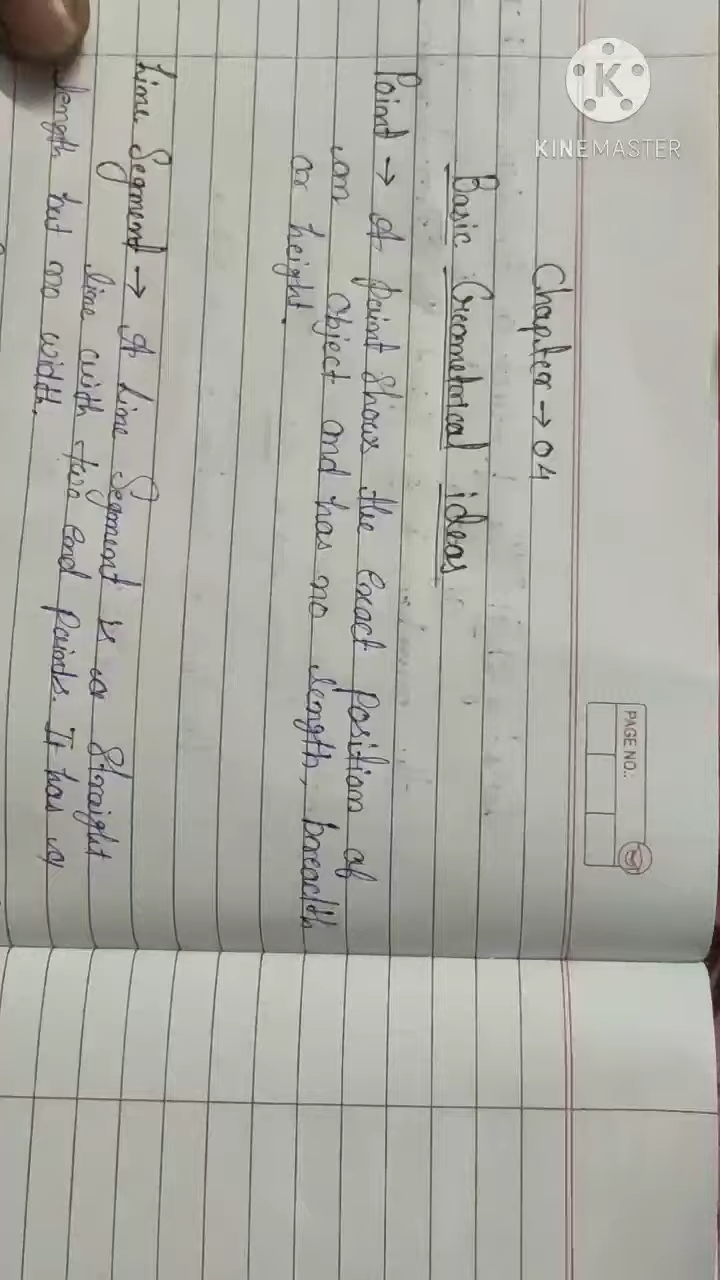 KINEMASTER
PAGE NO.:
Chapter → 04
Basic Geometrical ideas
Point → A point shows the exact position of
an object and has no length, breadth
or height.
Line Segment → A line Segment is a straight
line with two end points. It has a
length but no width.